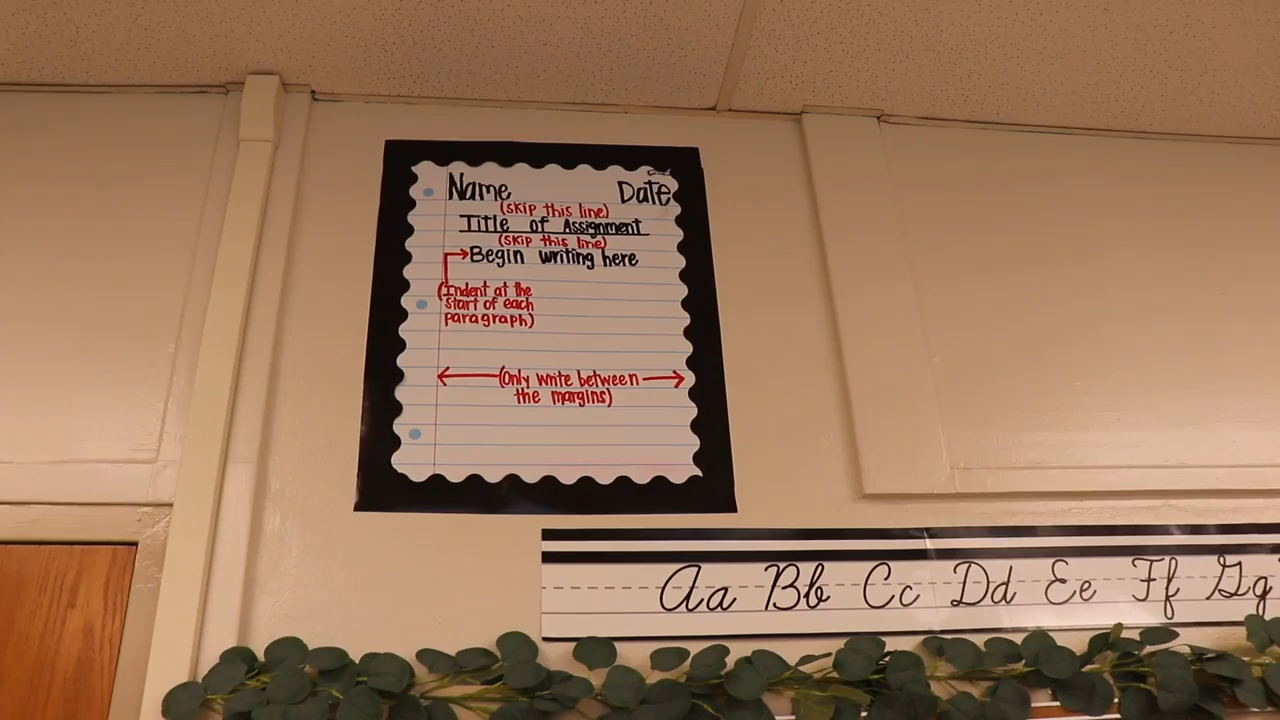 Name Date
(skip this line)
Title of Assignment
(skip this line)
Begin writing here
(Indent at the
start of each
paragraph)
(Only write between
the margins)
Aa Bb Cc Dd Ee Ff Gg